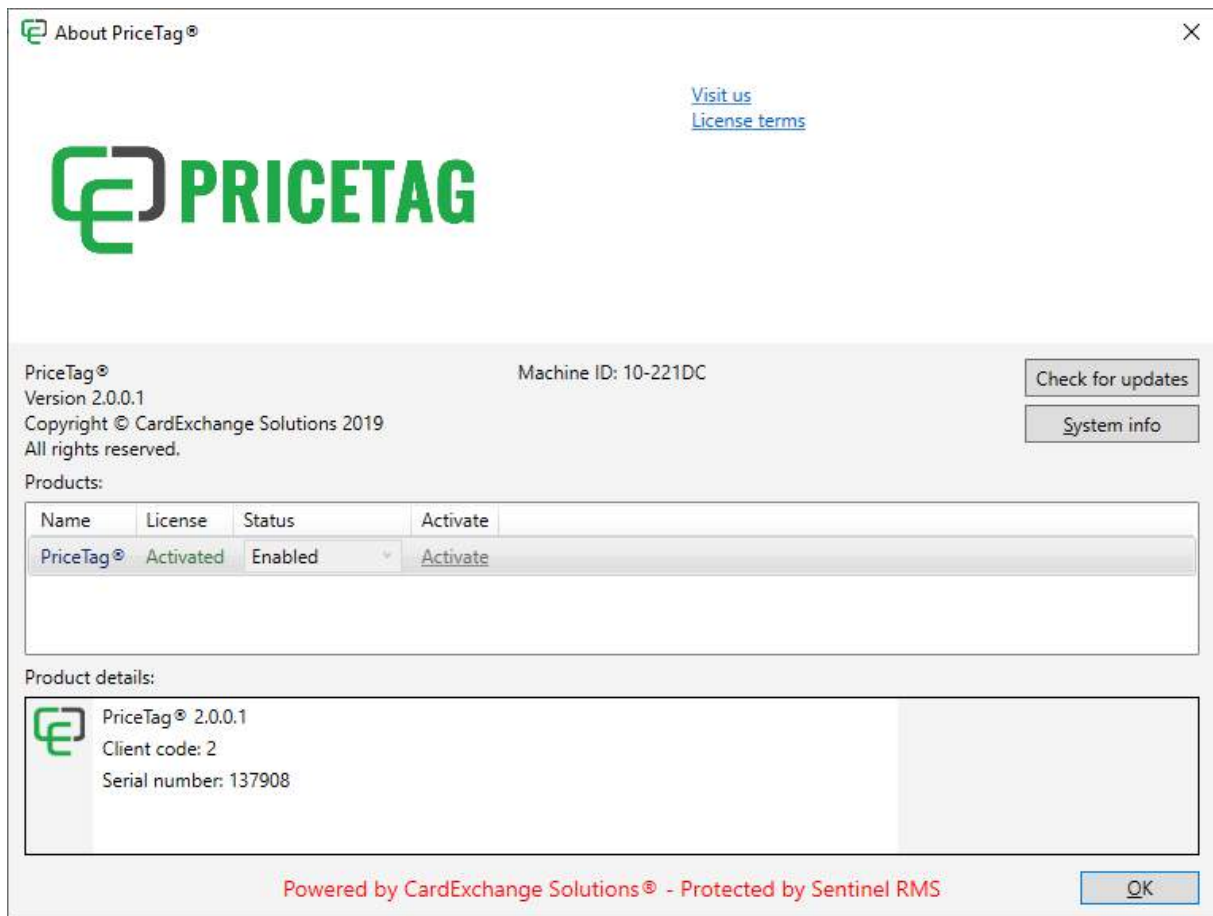 About PriceTag®
Visit us
License terms
PRICETAG
PriceTag®
Version 2.0.0.1
Copyright © CardExchange Solutions 2019
All rights reserved.
Machine ID: 10-221DC
Check for updates
System info
Products:
Name License Status Activate
PriceTag® Activated Enabled Activate
Product details:
PriceTag® 2.0.0.1
Client code: 2
Serial number: 137908
Powered by CardExchange Solutions® - Protected by Sentinel RMS
OK